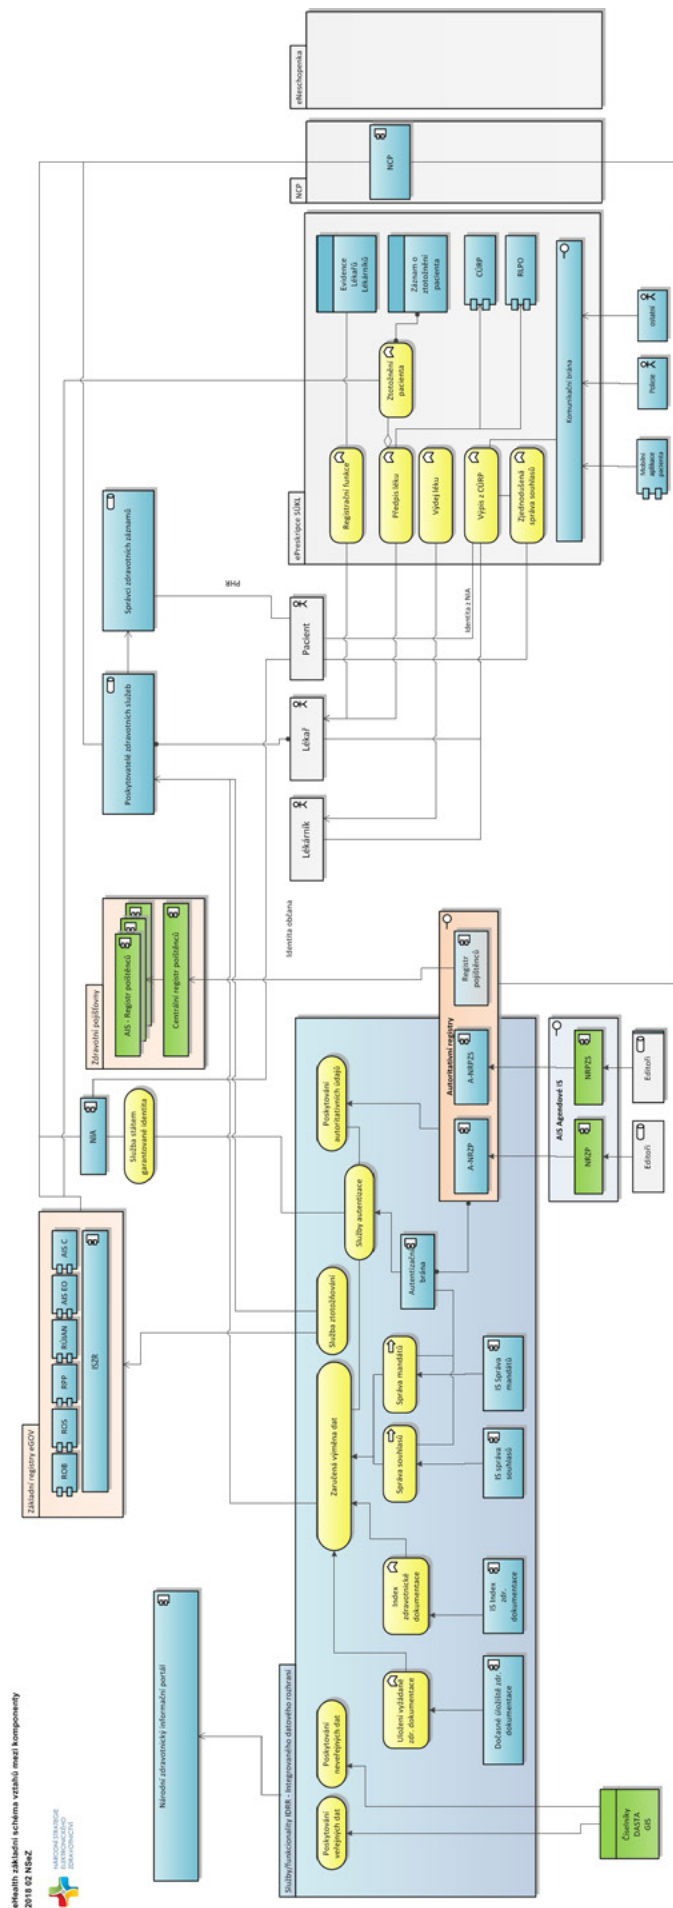 eHealth základní schéma vztahů mezi komponenty
2018 02 NSeZ
NÁRODNÍ STRATEGIE
ELEKTRONICKÉHO
ZDRAVOTNICTVÍ
Národní zdravotnický informační portál
Základní registry eGOV
ROB
ROS
RPP
RÚIAN
AIS EO
AIS C
ISZR
NIA
Služba státem
garantované identita
Zdravotní pojišťovny
AIS - Registr poištěnců
Centrální registr poištěnců
Poskytovatelé zdravotních služeb
Správci zdravotních záznamů
PHR
Identita občana
Lékárník
Lékař
Pacient
Identita z NIA
Služby/funkcionality IDRR - Integrovaného datového rozhraní
Poskytování
veřejných dat
Poskytování
neveřejných dat
Zaručená výměna dat
Služba ztotožňování
Služby autentizace
Poskytování
autoritativních údajů
Uložení vyžádané
zdr. dokumentace
Index
zdravotnické
dokumentace
Správa souhlasů
Správa mandátů
Autentizační
brána
Dočasné úložiště zdr.
dokumentace
IS Index
zdr.
dokumentace
IS správa
souhlasů
IS Správa
mandátů
Autoritativní registry
A-NRZP
A-NRPZS
Registr
pojištěnců
AIS Agendové IS
NRZP
NRPZS
Editoři
Editoři
Číselníky
DASTA
GIS
ePreskripce SÚKL
Registrační funkce
Předpis léku
Výdej léku
Výpis z CÚRP
Zjednodušená
správa souhlasů
Ztotožnění
pacienta
Evidence
Lékařů
Lékárníků
Záznam o
ztotožnění
pacienta
CÚRP
RLPO
Komunikační brána
Mobilní
aplikace
pacienta
Policie
ostatní
NCP
NCP
eNeschopenka